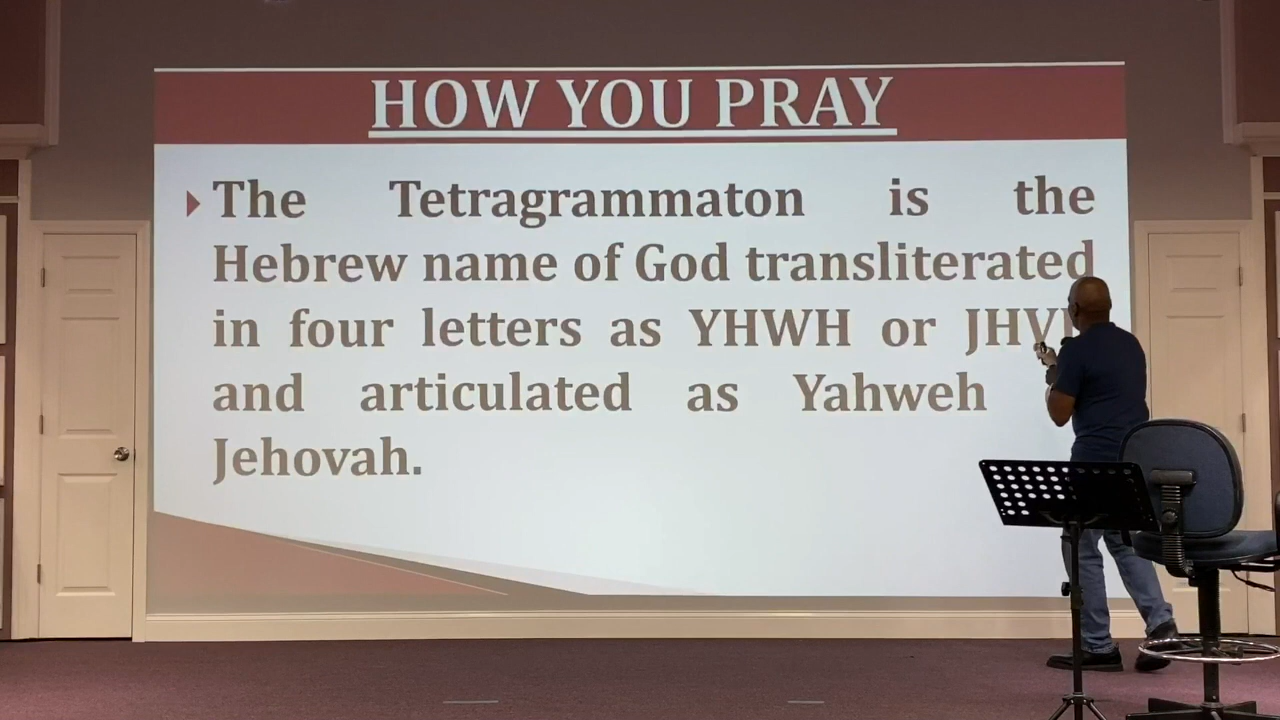 HOW YOU PRAY
The Tetragrammaton is the
Hebrew name of God transliterated
in four letters as YHWH or
and articulated as Yahweh
Jehovah.